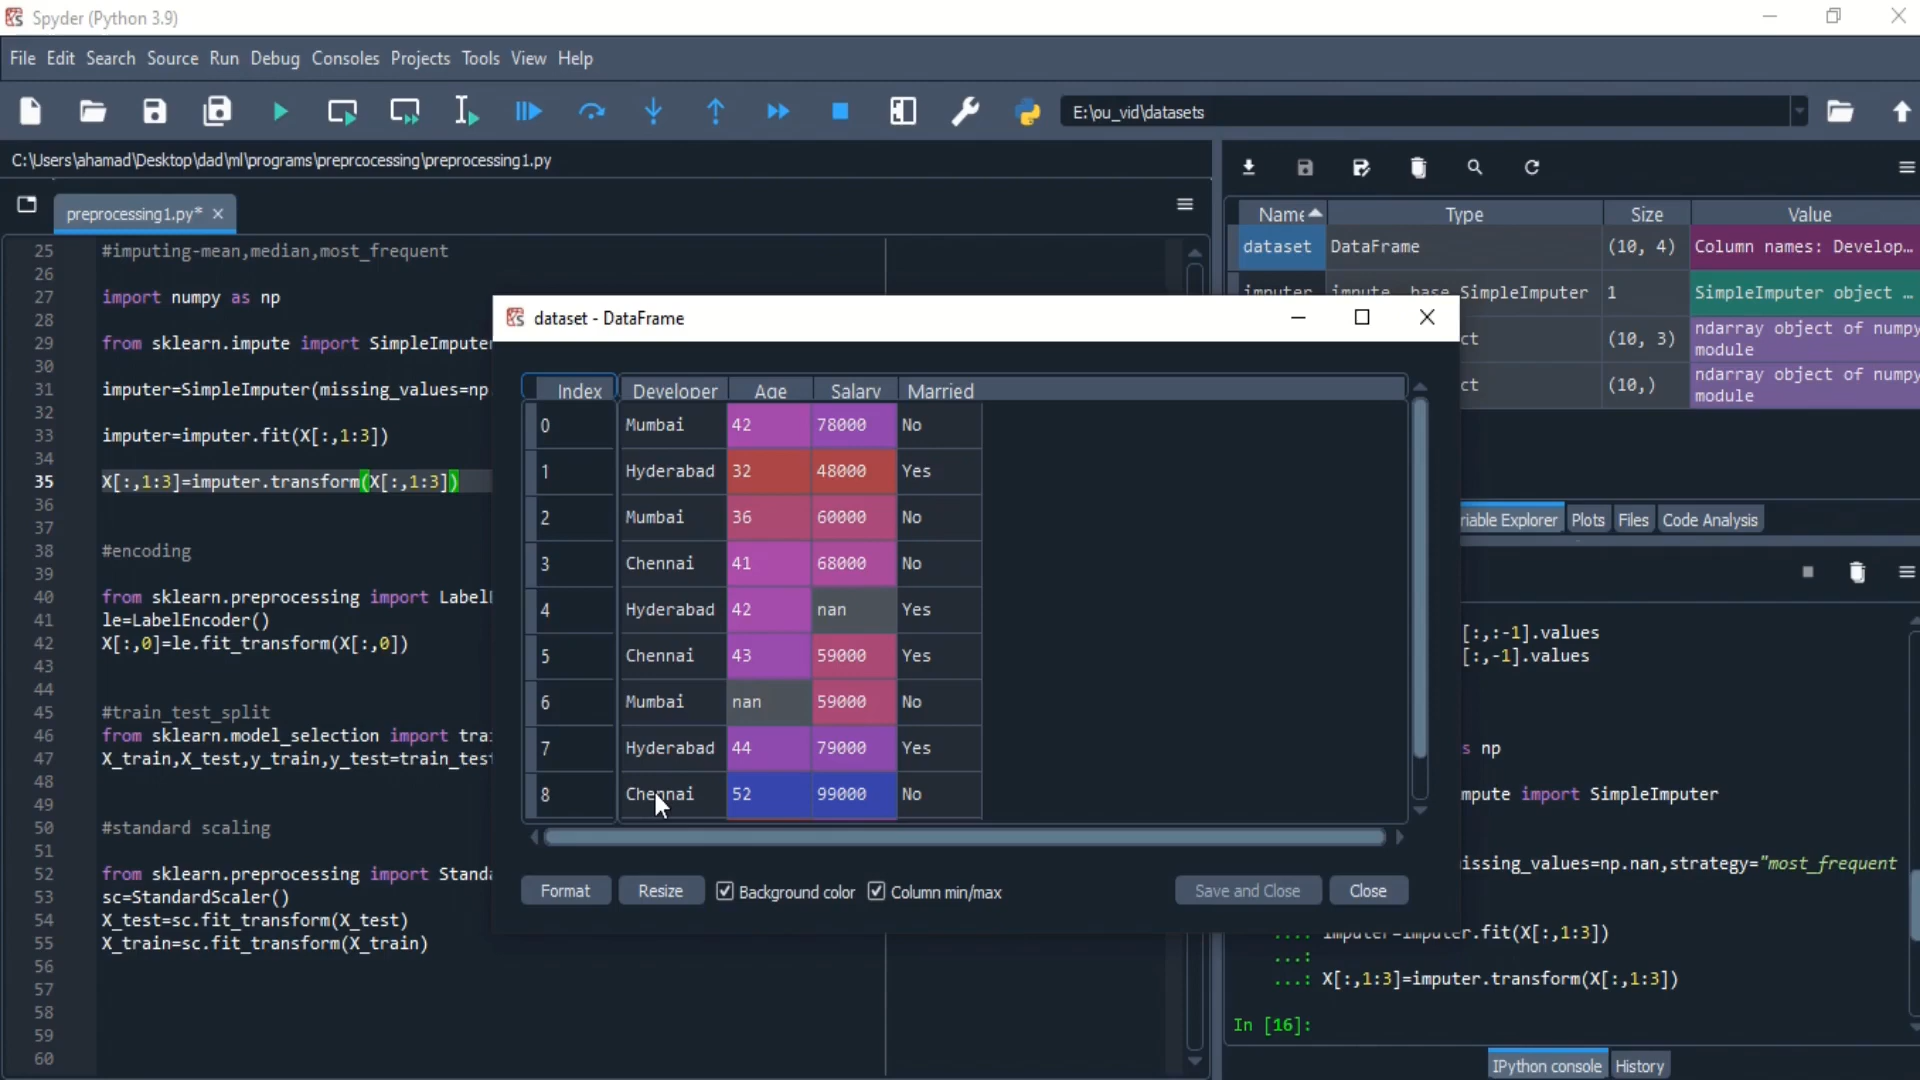 Spyder (Python 3.9)
File Edit Search Source Run Debug Consoles Projects Tools View Help
E:\ou_vid\datasets
C:\Users\ahamad\Desktop\dad\ml\programs\preprcocessing\preprocessing1.py
preprocessing1.py*
25 #imputing-mean,median,most_frequent
26
27 import numpy as np
28
29 from sklearn.impute import SimpleImputer
30
31 imputer=SimpleImputer(missing_values=np
32
33 imputer=imputer.fit(X[:,1:3])
34
35 X[:,1:3]=imputer.transform(X[:,1:3])
36
37
38 #encoding
39
40 from sklearn.preprocessing import Label
41 le=LabelEncoder()
42 X[:,0]=le.fit_transform(X[:,0])
43
44
45 #train_test_split
46 from sklearn.model_selection import trai
47 X_train,X_test,y_train,y_test=train_test
48
49
50 #standard scaling
51
52 from sklearn.preprocessing import Standa
53 sc=StandardScaler()
54 X_test=sc.fit_transform(X_test)
55 X_train=sc.fit_transform(X_train)
56
57
58
59
60
dataset - DataFrame
Index Developer Age Salary Married
0 Mumbai 42 78000 No
1 Hyderabad 32 48000 Yes
2 Mumbai 36 60000 No
3 Chennai 41 68000 No
4 Hyderabad 42 nan Yes
5 Chennai 43 59000 Yes
6 Mumbai nan 59000 No
7 Hyderabad 44 79000 Yes
8 Chennai 52 99000 No
Format Resize Background color Column min/max Save and Close Close
Name Type Size Value
dataset DataFrame (10, 4) Column names: Develop...
imputer impute._base.SimpleImputer 1 SimpleImputer object ...
ct (10, 3) ndarray object of numpy
module
ct (10,) ndarray object of numpy
module
riable Explorer Plots Files Code Analysis
[:,:-1].values
[:,-1].values
s np
mpute import SimpleImputer
issing_values=np.nan,strategy="most_frequent
...: imputer=imputer.fit(X[:,1:3])
...:
...: X[:,1:3]=imputer.transform(X[:,1:3])
In [16]:
IPython console History